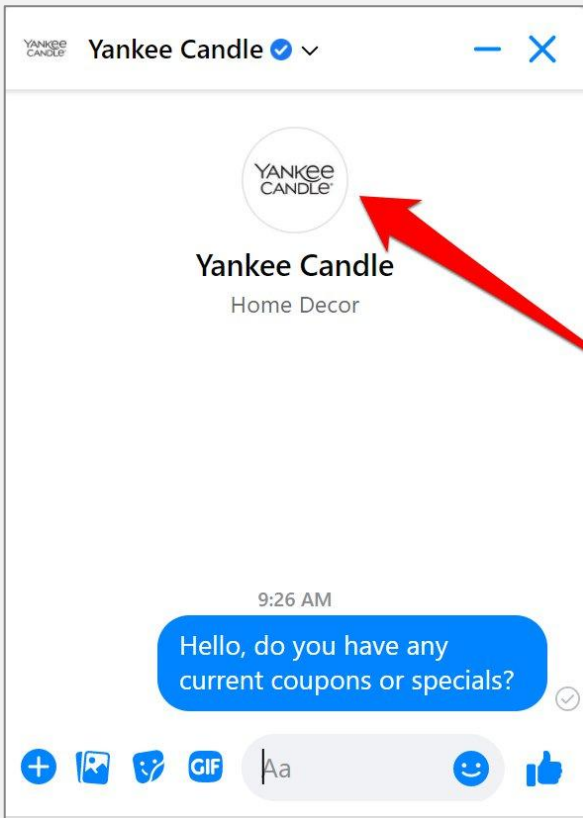 YANKEE CANDLE® Yankee Candle
YANKEE
CANDLE®
Yankee Candle
Home Decor
9:26 AM
Hello, do you have any
current coupons or specials?
GIF Aa